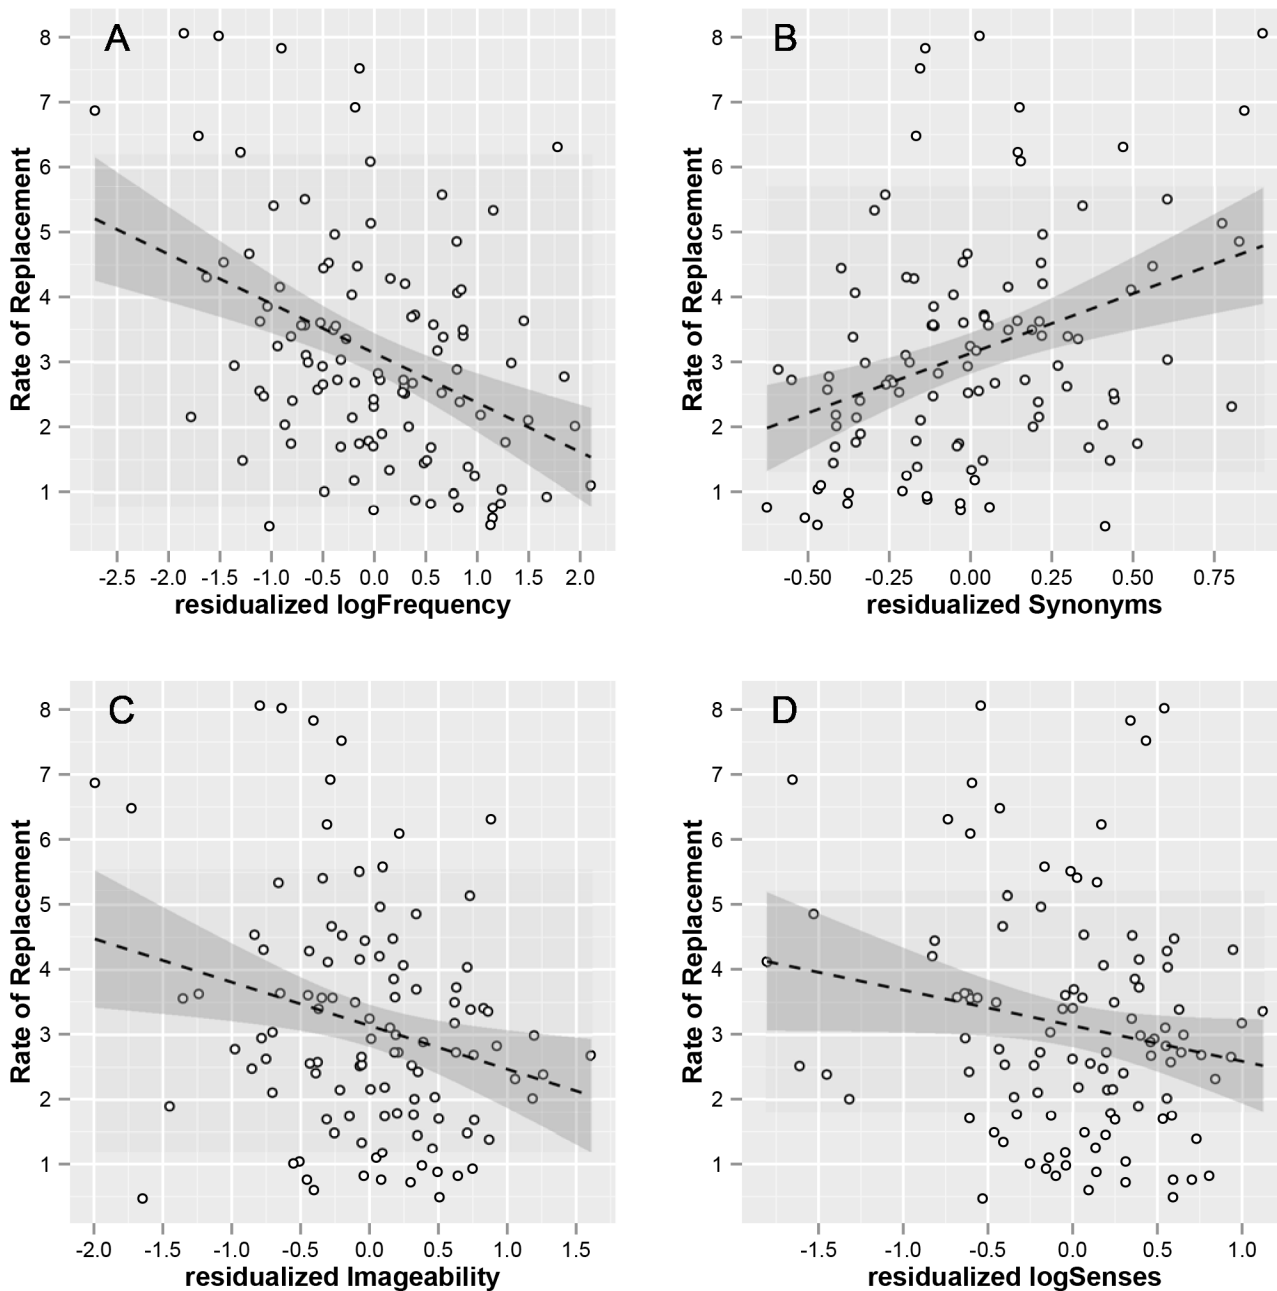 A
8
7
6
5
4
3
2
1
Rate of Replacement
-2.5 -2.0 -1.5 -1.0 -0.5 0.0 0.5 1.0 1.5 2.0
residualized logFrequency
B
8
7
6
5
4
3
2
1
Rate of Replacement
-0.50 -0.25 0.00 0.25 0.50 0.75
residualized Synonyms
C
8
7
6
5
4
3
2
1
Rate of Replacement
-2.0 -1.5 -1.0 -0.5 0.0 0.5 1.0 1.5
residualized Imageability
D
8
7
6
5
4
3
2
1
Rate of Replacement
-1.5 -1.0 -0.5 0.0 0.5 1.0
residualized logSenses